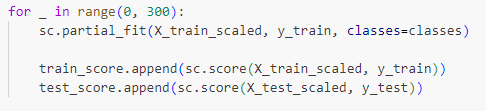 for _ in range(0, 300):
    sc.partial_fit(X_train_scaled, y_train, classes=classes)

    train_score.append(sc.score(X_train_scaled, y_train))
    test_score.append(sc.score(X_test_scaled, y_test))